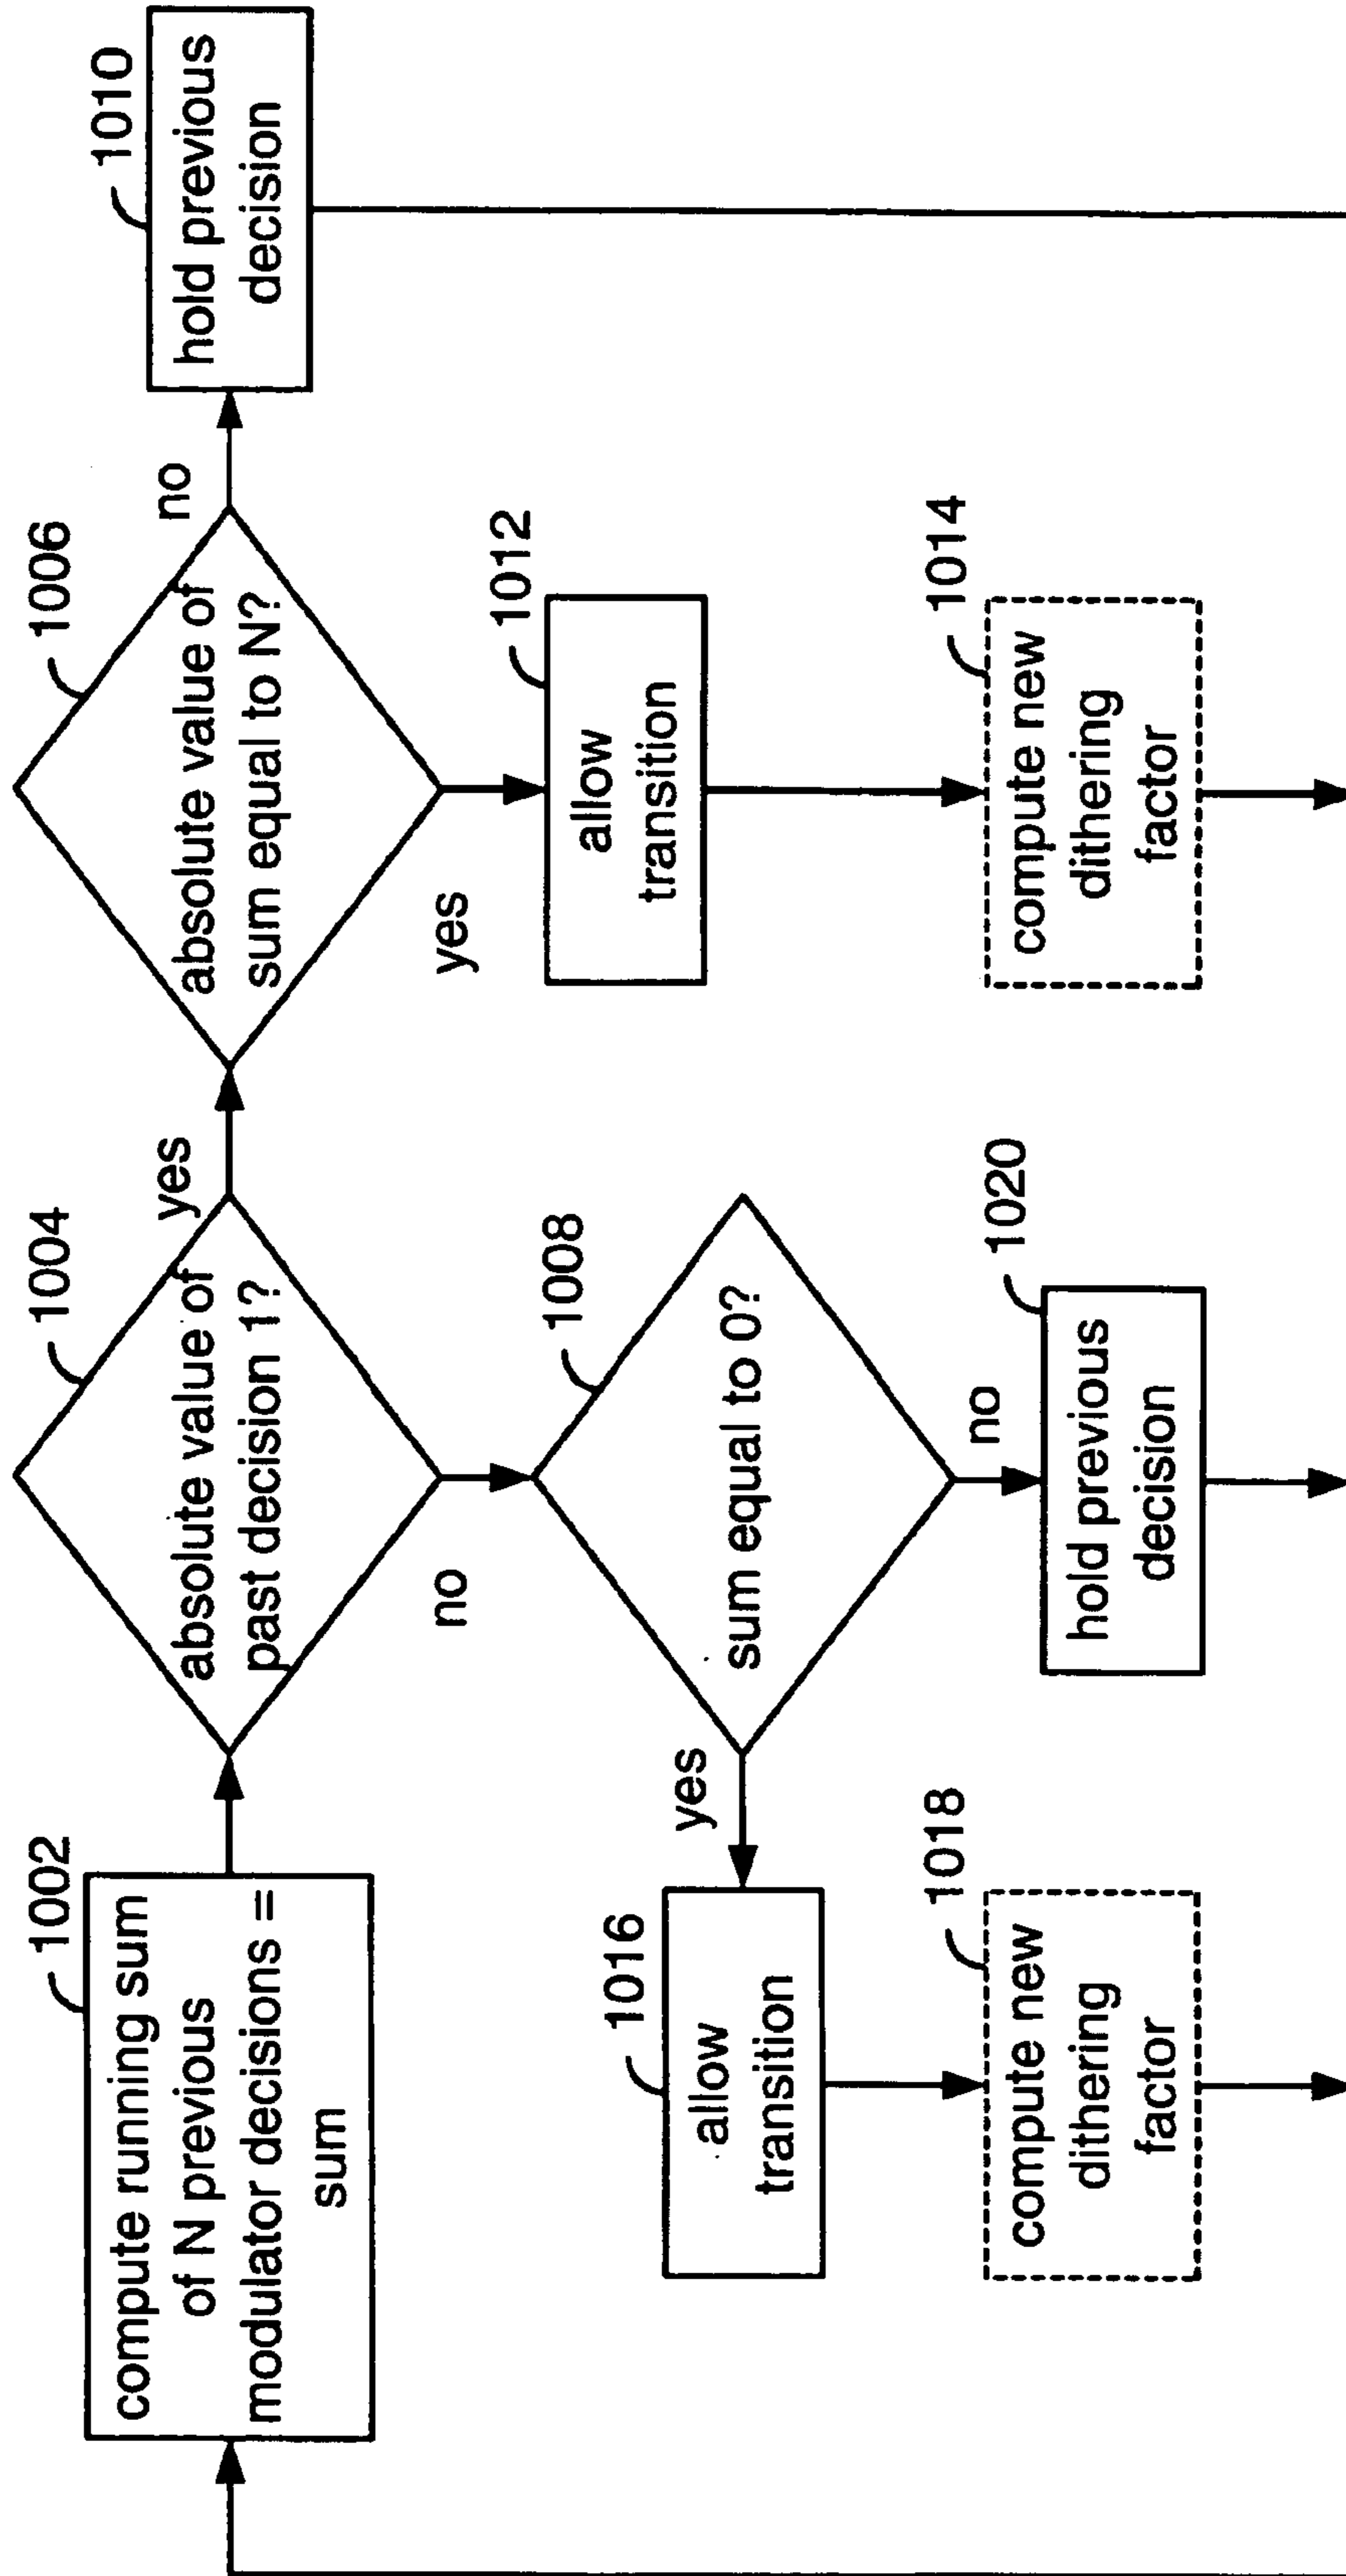 1002
compute running sum
of N previous
modulator decisions =
sum
1004
absolute value of
past decision 1?
yes
no
1006
absolute value of
sum equal to N?
no
yes
1010
hold previous
decision
1012
allow
transition
1014
compute new
dithering
factor
1008
sum equal to 0?
yes
no
1016
allow
transition
1018
compute new
dithering
factor
1020
hold previous
decision